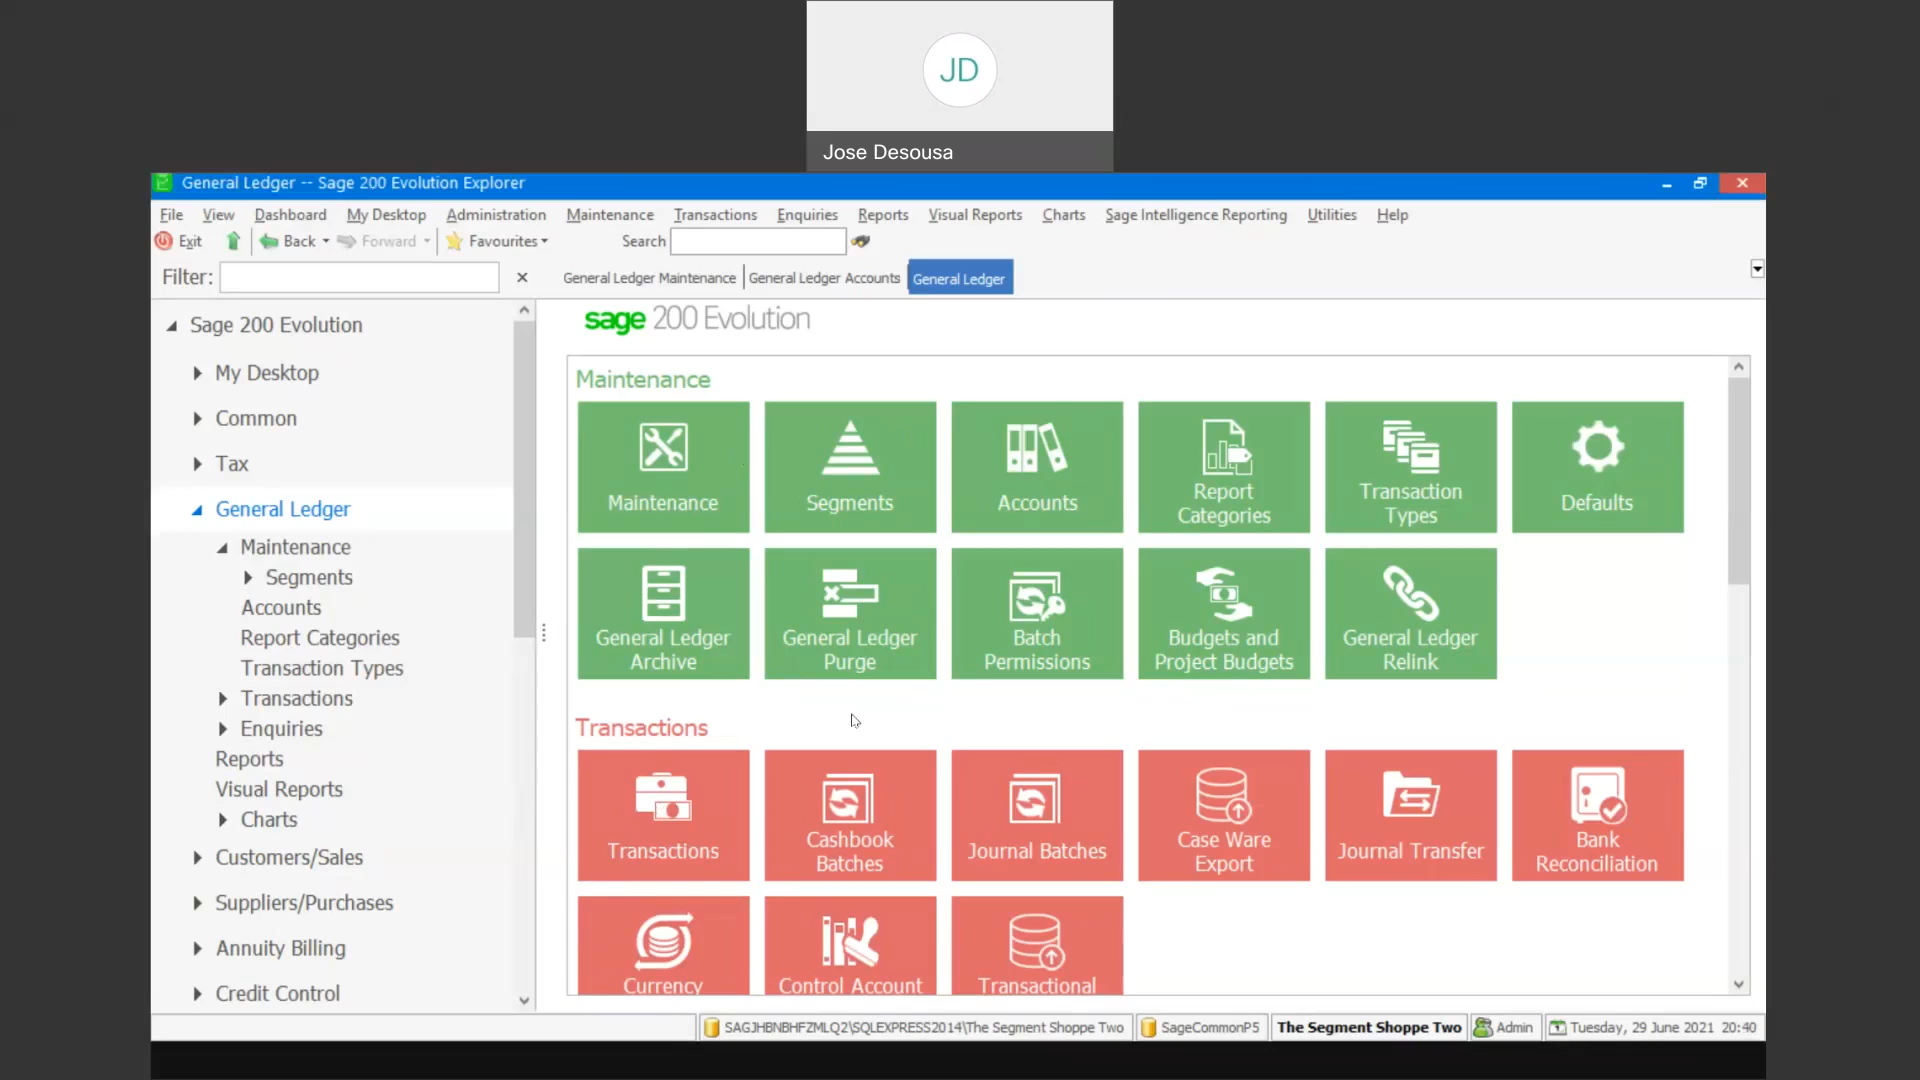 JD
Jose Desousa
General Ledger -- Sage 200 Evolution Explorer
File View Dashboard My Desktop Administration Maintenance Transactions Enquiries Reports Visual Reports Charts Sage Intelligence Reporting Utilities Help
Exit Back Forward Favourites Search
Filter: General Ledger Maintenance General Ledger Accounts General Ledger
Sage 200 Evolution
My Desktop
Common
Tax
General Ledger
Maintenance
Segments
Accounts
Report Categories
Transaction Types
Transactions
Enquiries
Reports
Visual Reports
Charts
Customers/Sales
Suppliers/Purchases
Annuity Billing
Credit Control
sage 200 Evolution
Maintenance
Maintenance
Segments
Accounts
Report
Categories
Transaction
Types
Defaults
General Ledger
Archive
General Ledger
Purge
Batch
Permissions
Budgets and
Project Budgets
General Ledger
Relink
Transactions
Transactions
Cashbook
Batches
Journal Batches
Case Ware
Export
Journal Transfer
Bank
Reconciliation
Currency
Control Account
Transactional
SAGJHBNBHFZMLQ2\SQLEXPRESS2014\The Segment Shoppe Two SageCommonP5 The Segment Shoppe Two Admin Tuesday, 29 June 2021 20:40